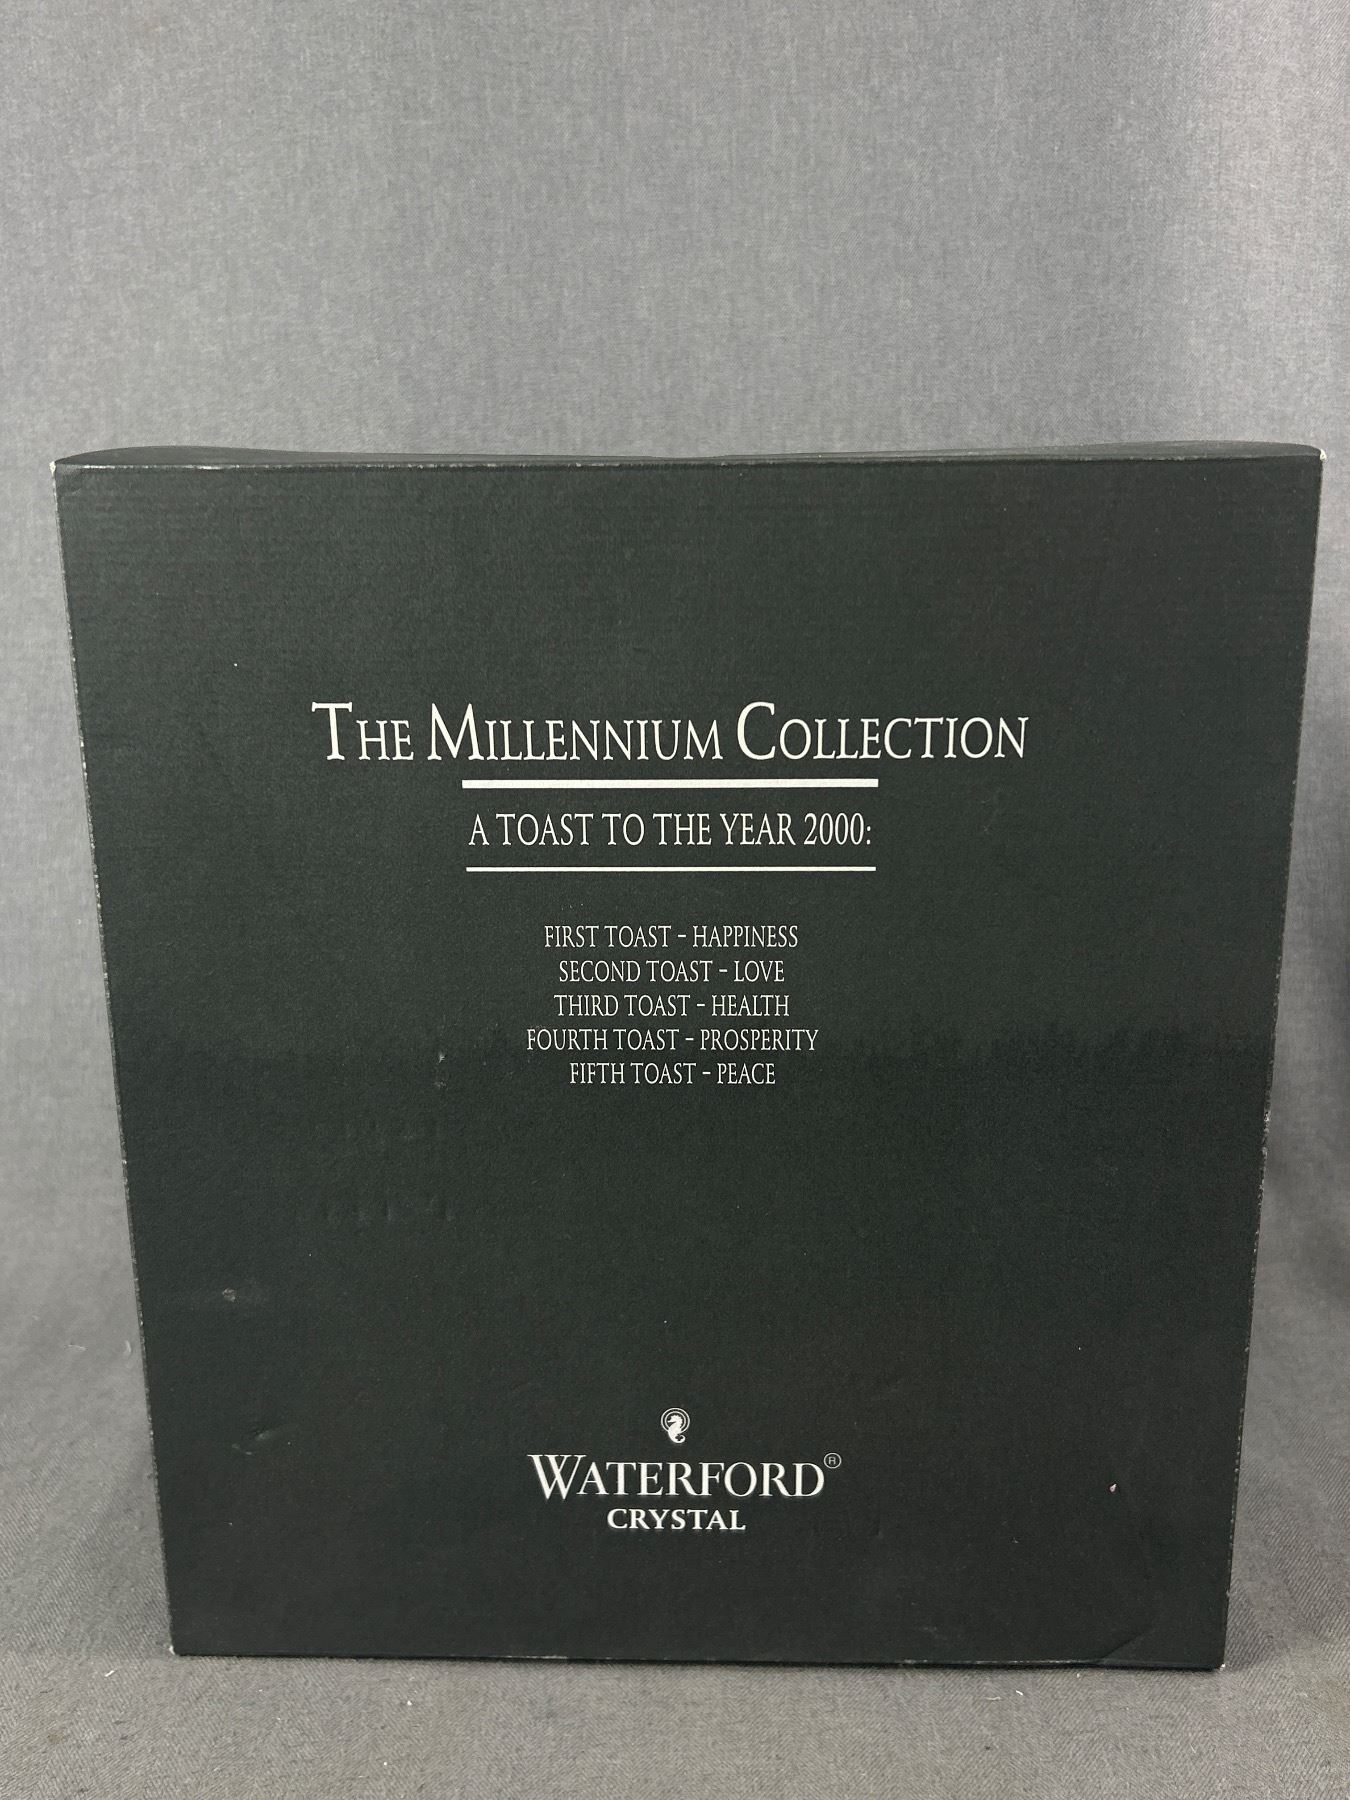 THE MILLENNIUM COLLECTION
A TOAST TO THE YEAR 2000:
FIRST TOAST – HAPPINESS
SECOND TOAST – LOVE
THIRD TOAST – HEALTH
FOURTH TOAST – PROSPERITY
FIFTH TOAST – PEACE
WATERFORD®
CRYSTAL